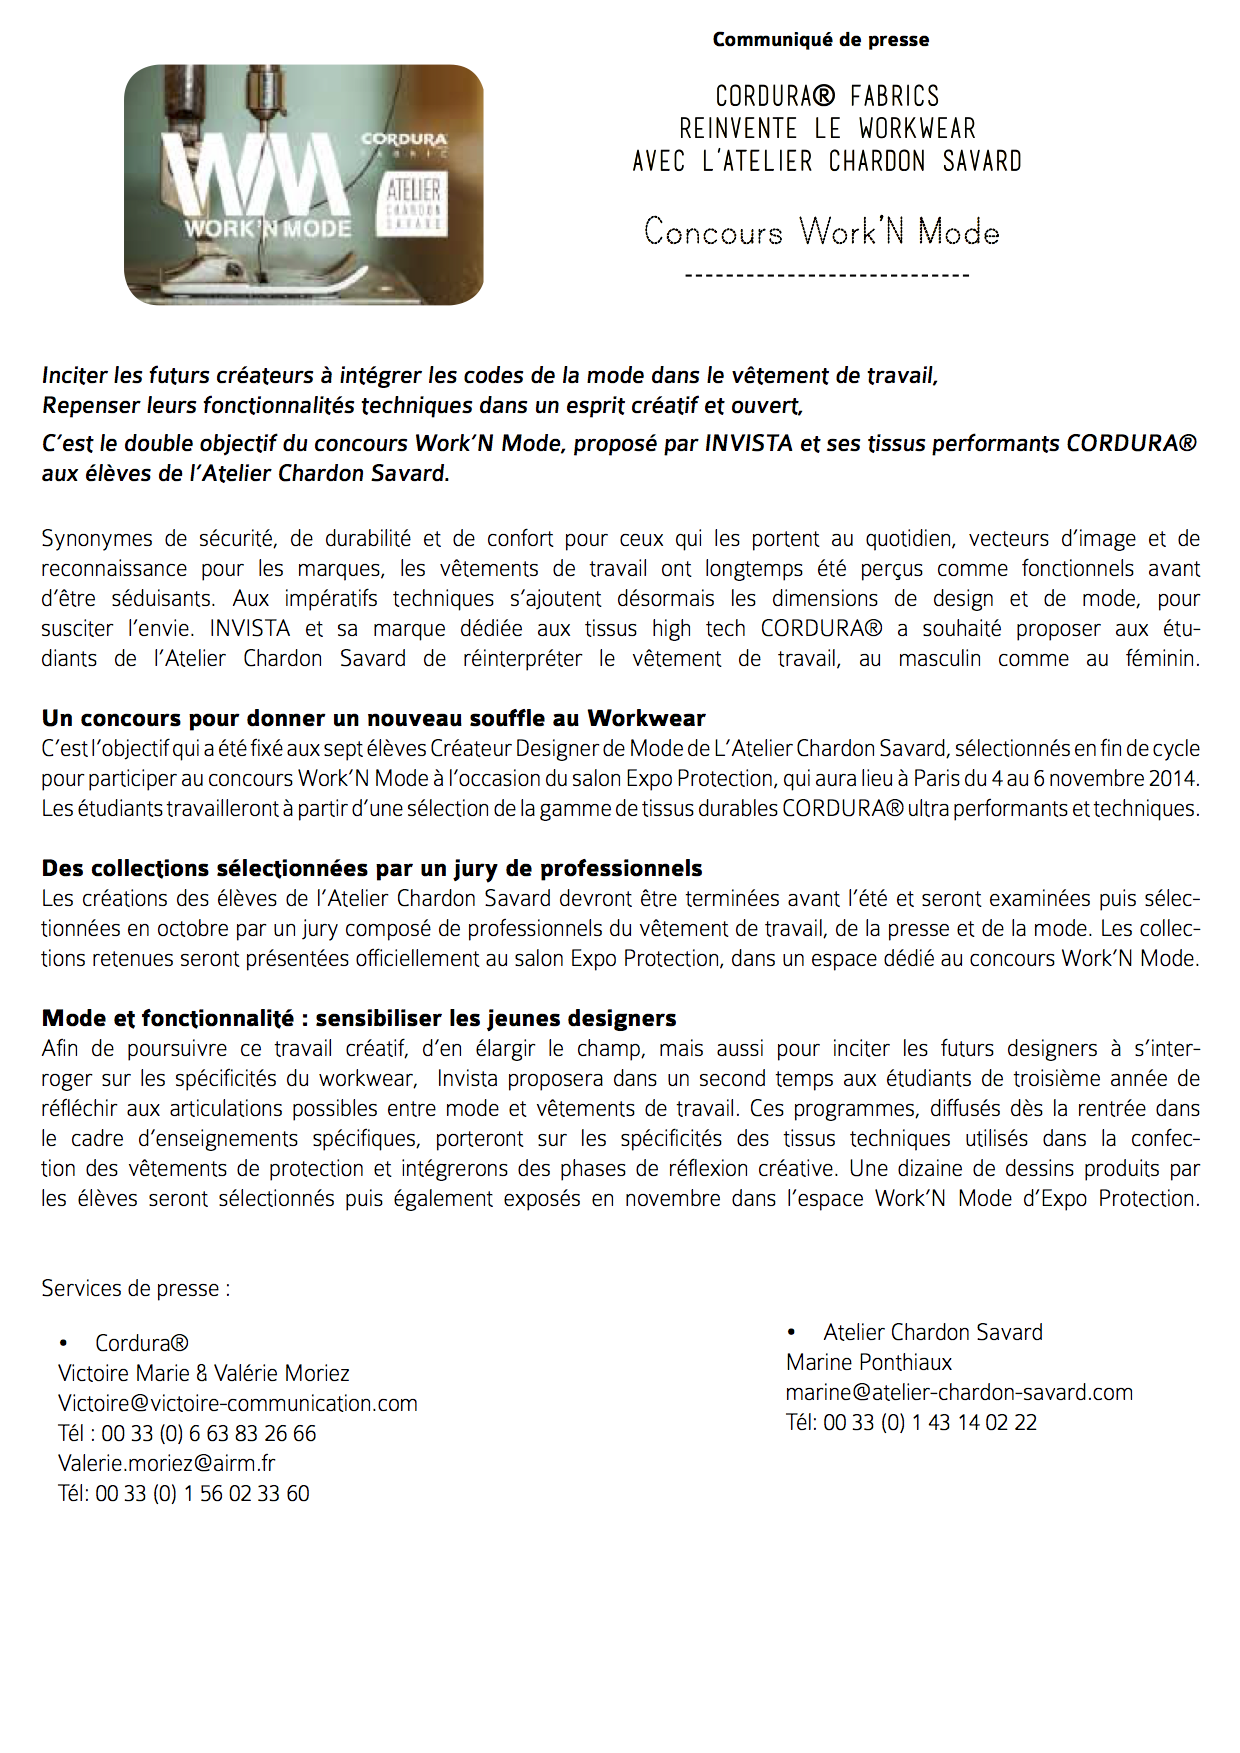 Communiqué de presse
CORDURA® FABRICS
REINVENTE LE WORKWEAR
AVEC L'ATELIER CHARDON SAVARD
Concours Work'N Mode
----------------------------
WM
WORK'N MODE
CORDURA
FABRIC
ATELIER
CHARDON
SAVARD
Inciter les futurs créateurs à intégrer les codes de la mode dans le vêtement de travail,
Repenser leurs fonctionnalités techniques dans un esprit créatif et ouvert,
C'est le double objectif du concours Work'N Mode, proposé par INVISTA et ses tissus performants CORDURA®
aux élèves de l'Atelier Chardon Savard.
Synonymes de sécurité, de durabilité et de confort pour ceux qui les portent au quotidien, vecteurs d'image et de
reconnaissance pour les marques, les vêtements de travail ont longtemps été perçus comme fonctionnels avant
d'être séduisants. Aux impératifs techniques s'ajoutent désormais les dimensions de design et de mode, pour
susciter l'envie. INVISTA et sa marque dédiée aux tissus high tech CORDURA® a souhaité proposer aux étu-
diants de l'Atelier Chardon Savard de réinterpréter le vêtement de travail, au masculin comme au féminin.
Un concours pour donner un nouveau souffle au Workwear
C'est l'objectif qui a été fixé aux sept élèves Créateur Designer de Mode de L'Atelier Chardon Savard, sélectionnés en fin de cycle
pour participer au concours Work'N Mode à l'occasion du salon Expo Protection, qui aura lieu à Paris du 4 au 6 novembre 2014.
Les étudiants travailleront à partir d'une sélection de la gamme de tissus durables CORDURA® ultra performants et techniques.
Des collections sélectionnées par un jury de professionnels
Les créations des élèves de l'Atelier Chardon Savard devront être terminées avant l'été et seront examinées puis sélec-
tionnées en octobre par un jury composé de professionnels du vêtement de travail, de la presse et de la mode. Les collec-
tions retenues seront présentées officiellement au salon Expo Protection, dans un espace dédié au concours Work'N Mode.
Mode et fonctionnalité : sensibiliser les jeunes designers
Afin de poursuivre ce travail créatif, d'en élargir le champ, mais aussi pour inciter les futurs designers à s'inter-
roger sur les spécificités du workwear, Invista proposera dans un second temps aux étudiants de troisième année de
réfléchir aux articulations possibles entre mode et vêtements de travail. Ces programmes, diffusés dès la rentrée dans
le cadre d'enseignements spécifiques, porteront sur les spécificités des tissus techniques utilisés dans la confec-
tion des vêtements de protection et intégrerons des phases de réflexion créative. Une dizaine de dessins produits par
les élèves seront sélectionnés puis également exposés en novembre dans l'espace Work'N Mode d'Expo Protection.
Services de presse :
• Cordura®
Victoire Marie & Valérie Moriez
Victoire@victoire-communication.com
Tél : 00 33 (0) 6 63 83 26 66
Valerie.moriez@airm.fr
Tél: 00 33 (0) 1 56 02 33 60
• Atelier Chardon Savard
Marine Ponthiaux
marine@atelier-chardon-savard.com
Tél: 00 33 (0) 1 43 14 02 22